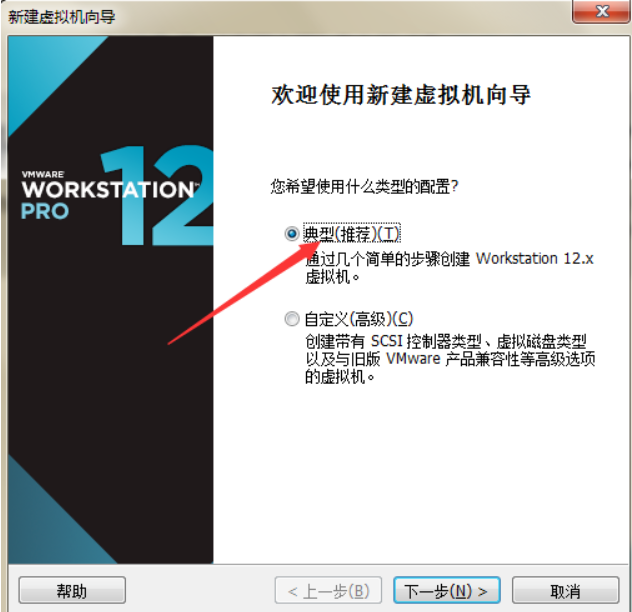 新建虚拟机向导
欢迎使用新建虚拟机向导
VMWARE
WORKSTATION™
PRO
12
您希望使用什么类型的配置?
典型(推荐)(T)
通过几个简单的步骤创建 Workstation 12.x
虚拟机。
自定义(高级)(C)
创建带有 SCSI 控制器类型、虚拟磁盘类型
以及与旧版 VMware 产品兼容性等高级选项
的虚拟机。
帮助
< 上一步(B)
下一步(N) >
取消